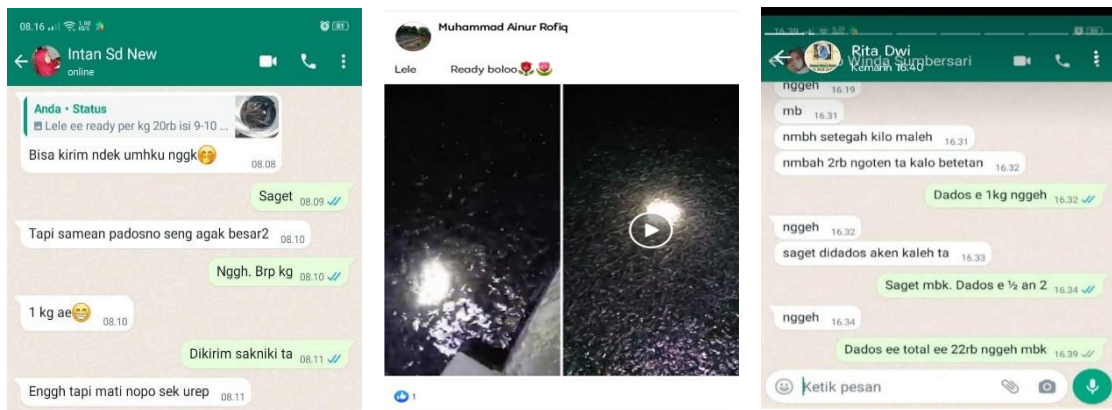 08.16
Intan Sd New
online
Anda • Status
Lele ee ready per kg 20rb isi 9-10 ...
Bisa kirim ndek umhku nggk
08.08
Saget 08.09
Tapi samean padosno seng agak besar2 08.10
Nggh. Brp kg 08.10
1 kg ae
08.10
Dikirim sakniki ta 08.11
Enggh tapi mati nopo sek urep 08.11
Muhammad Ainur Rofiq
Lele Ready boloo
1
Rita Dwi
Winda Sumbersari
Kemarin 16.40
nggeh 16.19
mb 16.31
nmbh setegah kilo maleh 16.31
nmbah 2rb ngoten ta kalo betetan 16.32
Dados e 1kg nggeh 16.32
nggeh 16.32
saget didados aken kaleh ta 16.33
Saget mbk. Dados e ½ an 2 16.34
nggeh 16.34
Dados ee total ee 22rb nggeh mbk 16.39
Ketik pesan